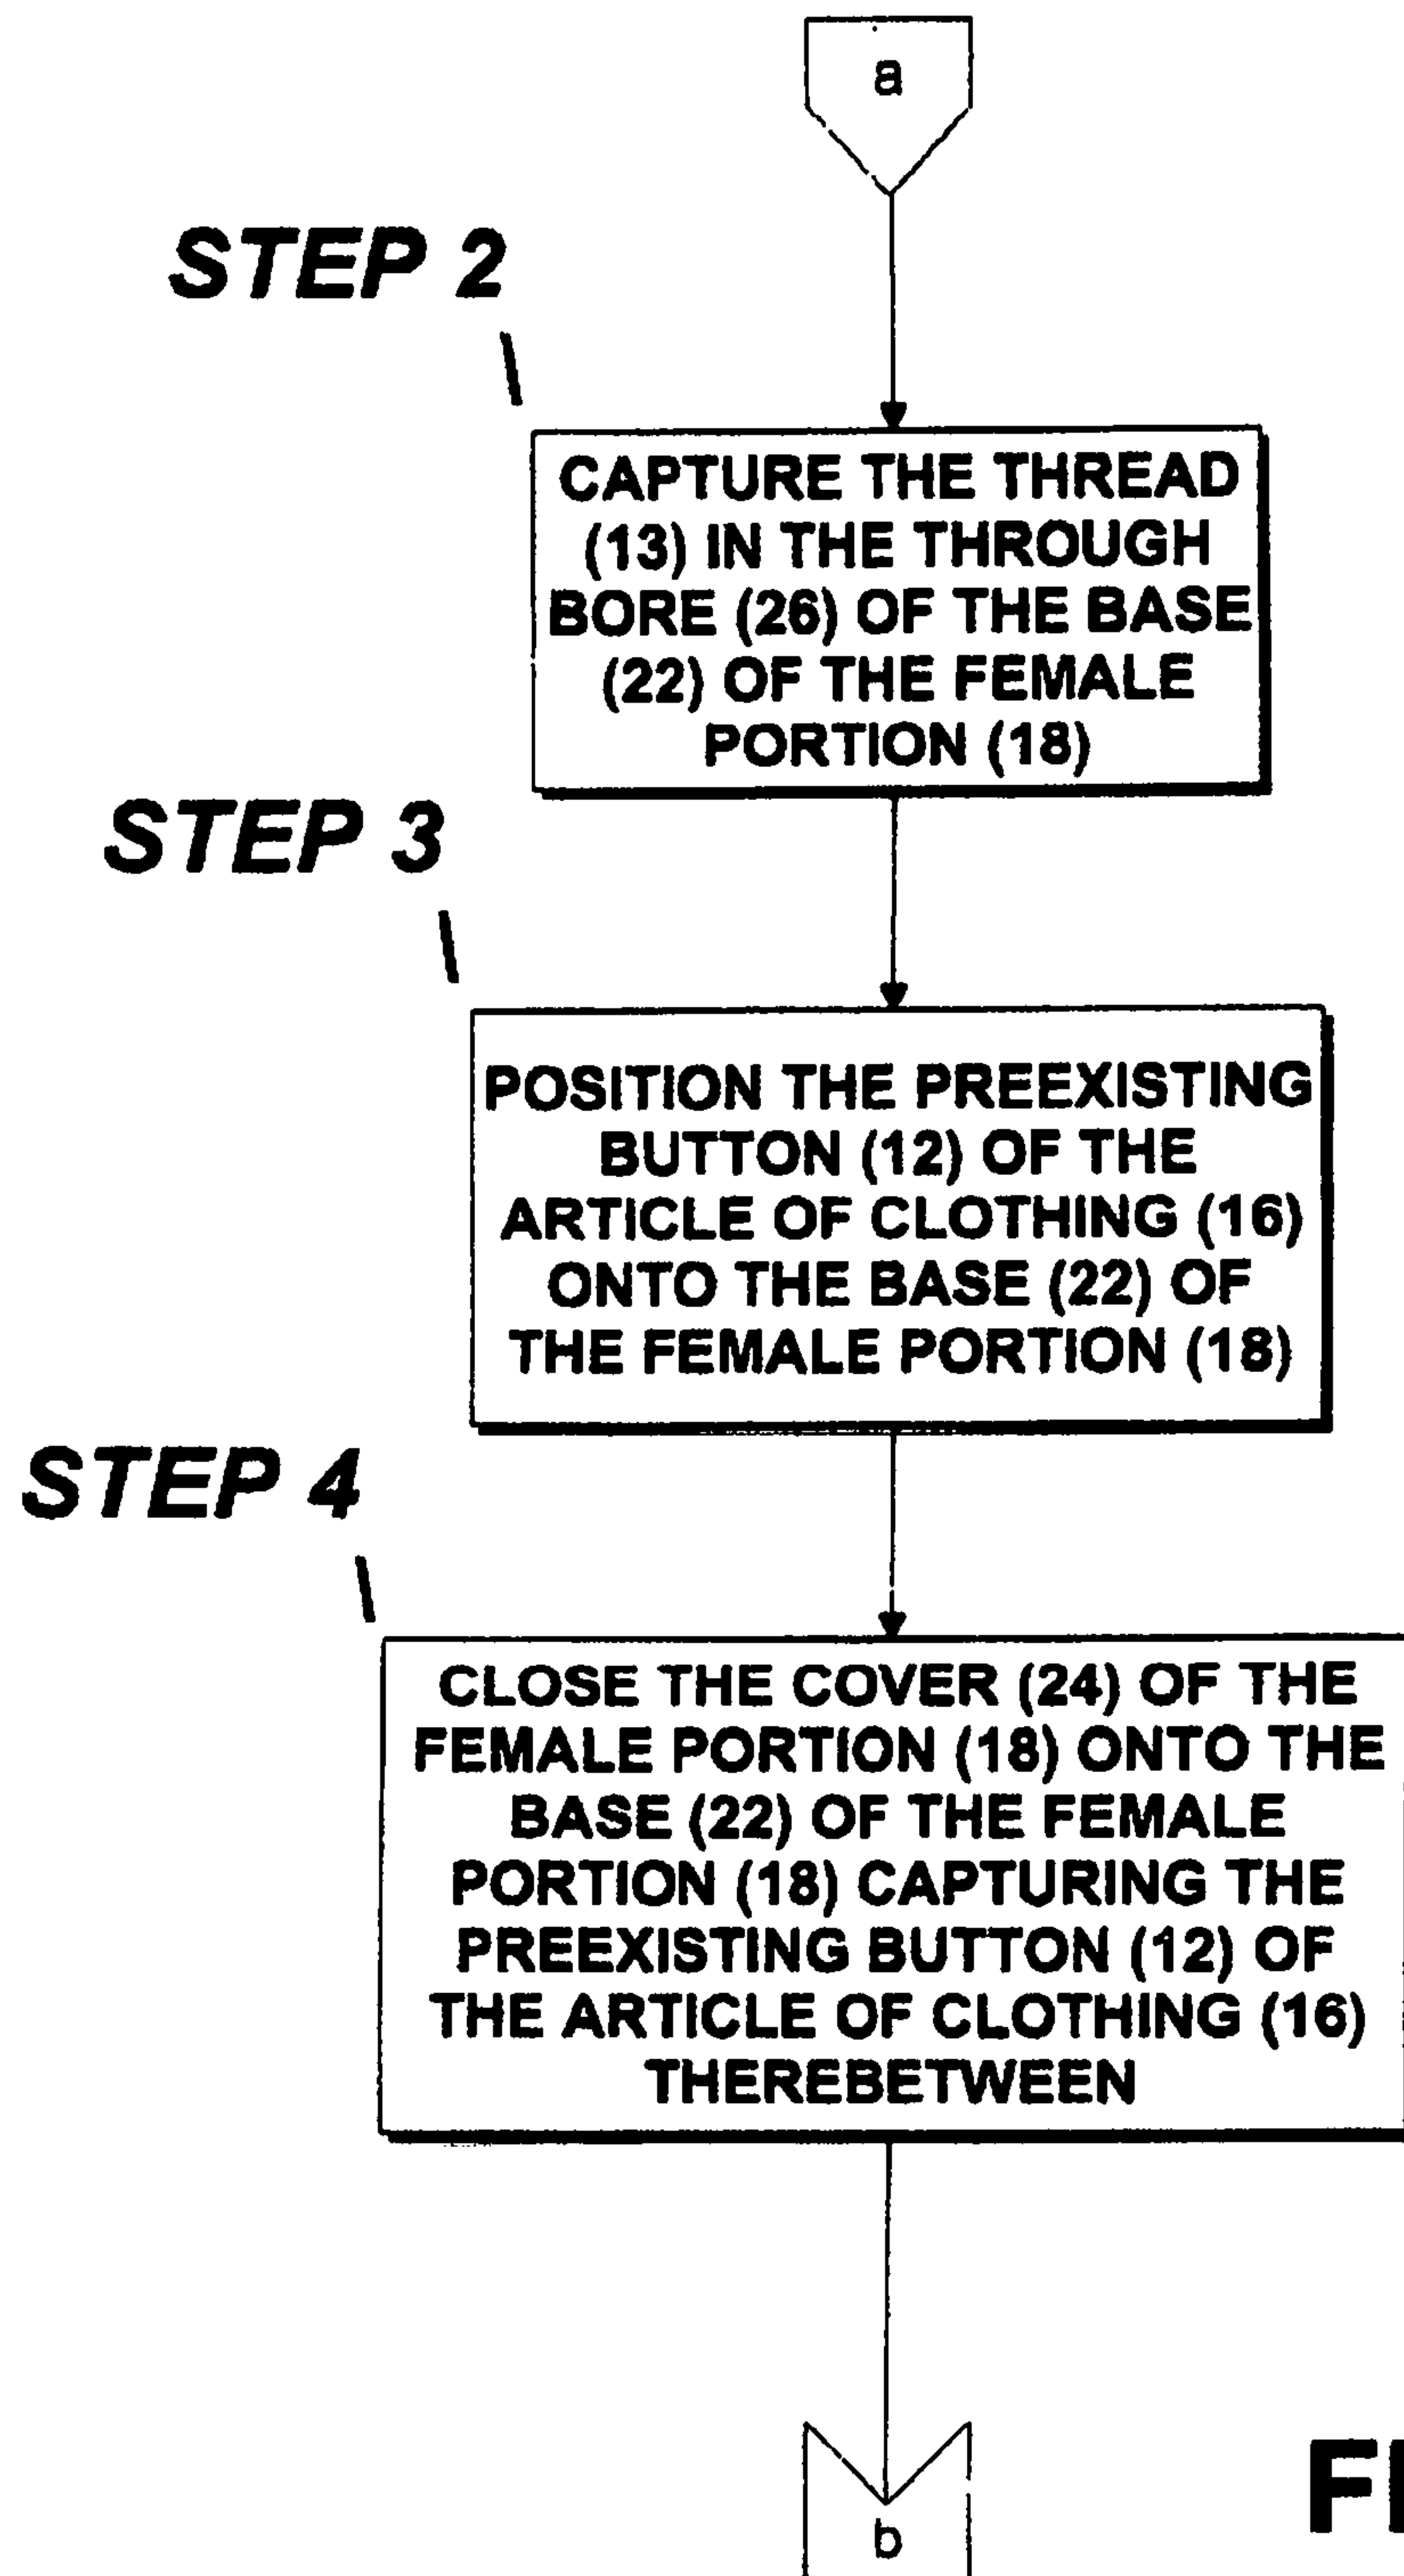 a
STEP 2
CAPTURE THE THREAD
(13) IN THE THROUGH
BORE (26) OF THE BASE
(22) OF THE FEMALE
PORTION (18)
STEP 3
POSITION THE PREEXISTING
BUTTON (12) OF THE
ARTICLE OF CLOTHING (16)
ONTO THE BASE (22) OF
THE FEMALE PORTION (18)
STEP 4
CLOSE THE COVER (24) OF THE
FEMALE PORTION (18) ONTO THE
BASE (22) OF THE FEMALE
PORTION (18) CAPTURING THE
PREEXISTING BUTTON (12) OF
THE ARTICLE OF CLOTHING (16)
THEREBETWEEN
b